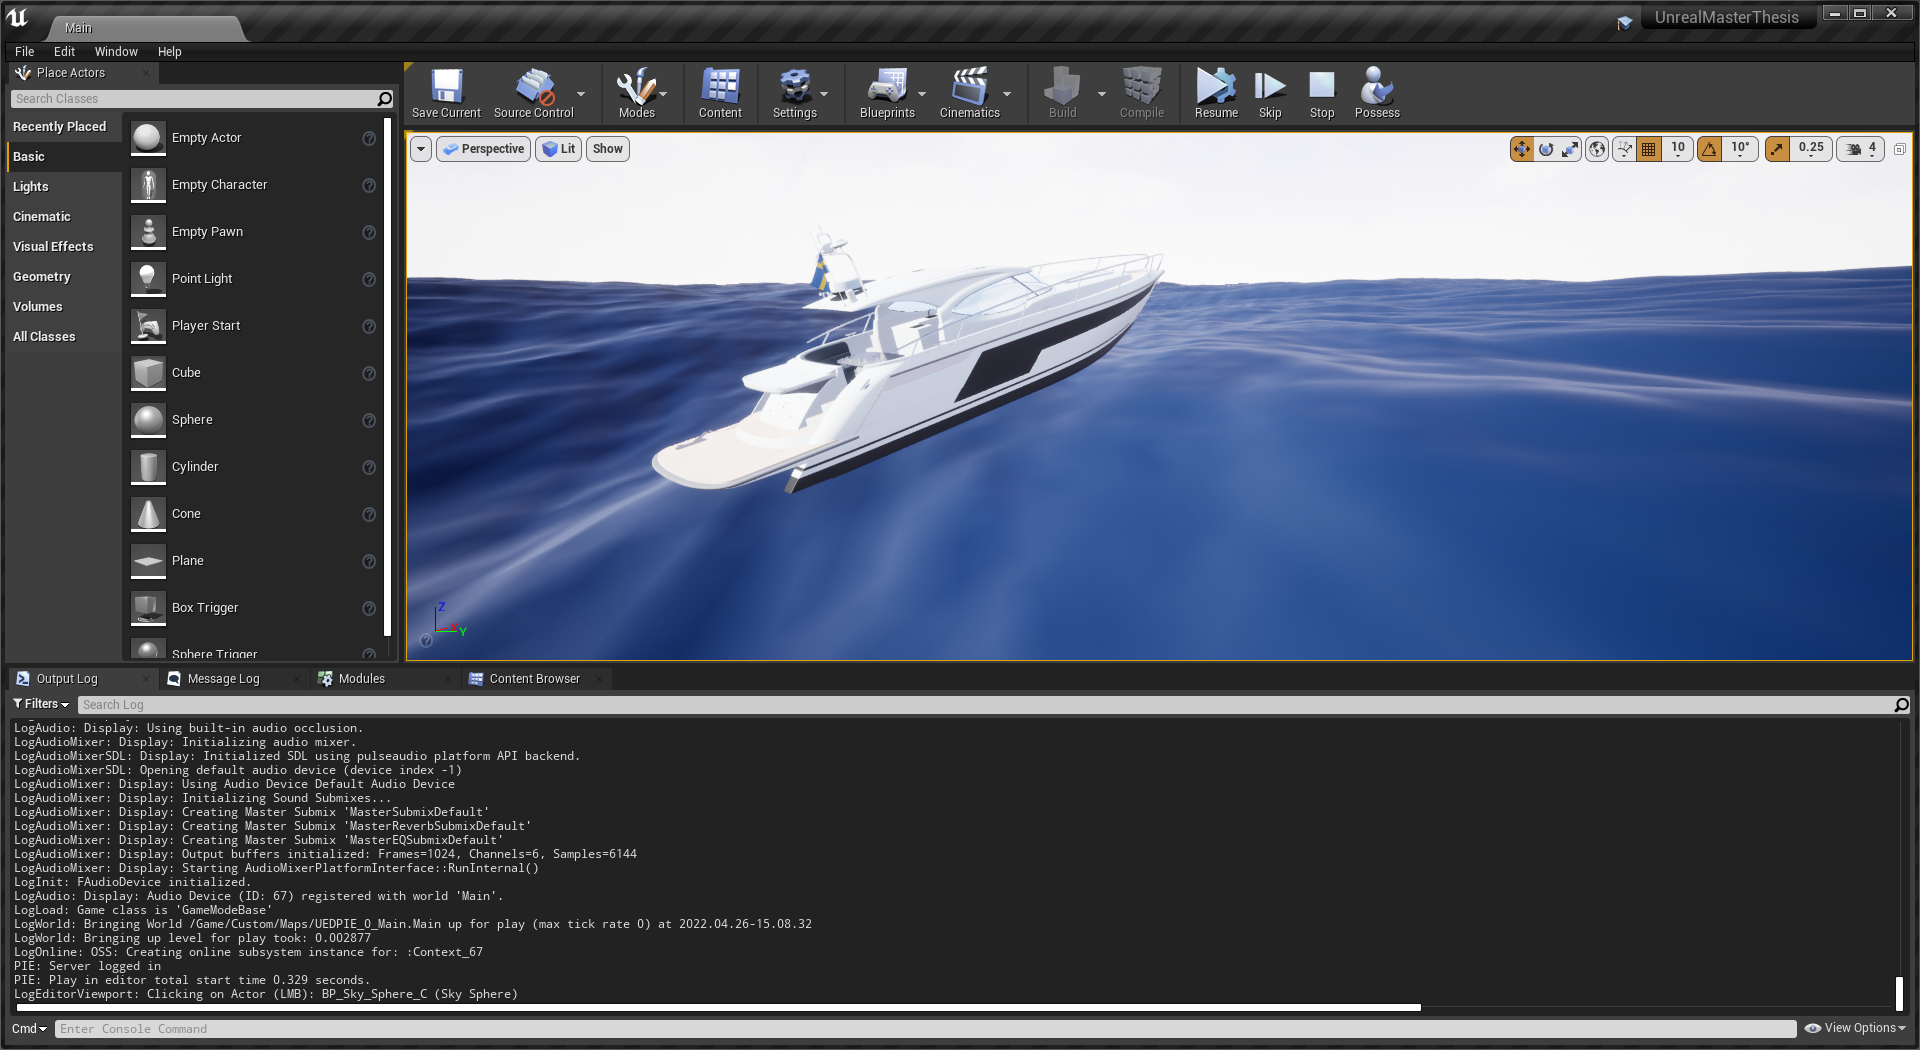 Main
UnrealMasterThesis
File Edit Window Help
Place Actors
Search Classes
Recently Placed
Basic
Lights
Cinematic
Visual Effects
Geometry
Volumes
All Classes
Empty Actor
Empty Character
Empty Pawn
Point Light
Player Start
Cube
Sphere
Cylinder
Cone
Plane
Box Trigger
Sphere Trigger
Save Current Source Control Modes Content Settings Blueprints Cinematics Build Compile Resume Skip Stop Possess
Perspective Lit Show 10 10° 0.25 4
Z
X Y
Output Log Message Log Modules Content Browser
Filters Search Log
LogAudio: Display: Using built-in audio occlusion.
LogAudioMixer: Display: Initializing audio mixer.
LogAudioMixerSDL: Display: Initialized SDL using pulseaudio platform API backend.
LogAudioMixerSDL: Opening default audio device (device index -1)
LogAudioMixer: Display: Using Audio Device Default Audio Device
LogAudioMixer: Display: Initializing Sound Submixes...
LogAudioMixer: Display: Creating Master Submix 'MasterSubmixDefault'
LogAudioMixer: Display: Creating Master Submix 'MasterReverbSubmixDefault'
LogAudioMixer: Display: Creating Master Submix 'MasterEQSubmixDefault'
LogAudioMixer: Display: Output buffers initialized: Frames=1024, Channels=6, Samples=6144
LogAudioMixer: Display: Starting AudioMixerPlatformInterface::RunInternal()
LogInit: FAudioDevice initialized.
LogAudio: Display: Audio Device (ID: 67) registered with world 'Main'.
LogLoad: Game class is 'GameModeBase'
LogWorld: Bringing World /Game/Custom/Maps/UEDPIE_0_Main.Main up for play (max tick rate 0) at 2022.04.26-15.08.32
LogWorld: Bringing up level for play took: 0.002877
LogOnline: OSS: Creating online subsystem instance for: :Context_67
PIE: Server logged in
PIE: Play in editor total start time 0.329 seconds.
LogEditorViewport: Clicking on Actor (LMB): BP_Sky_Sphere_C (Sky Sphere)
Cmd Enter Console Command View Options